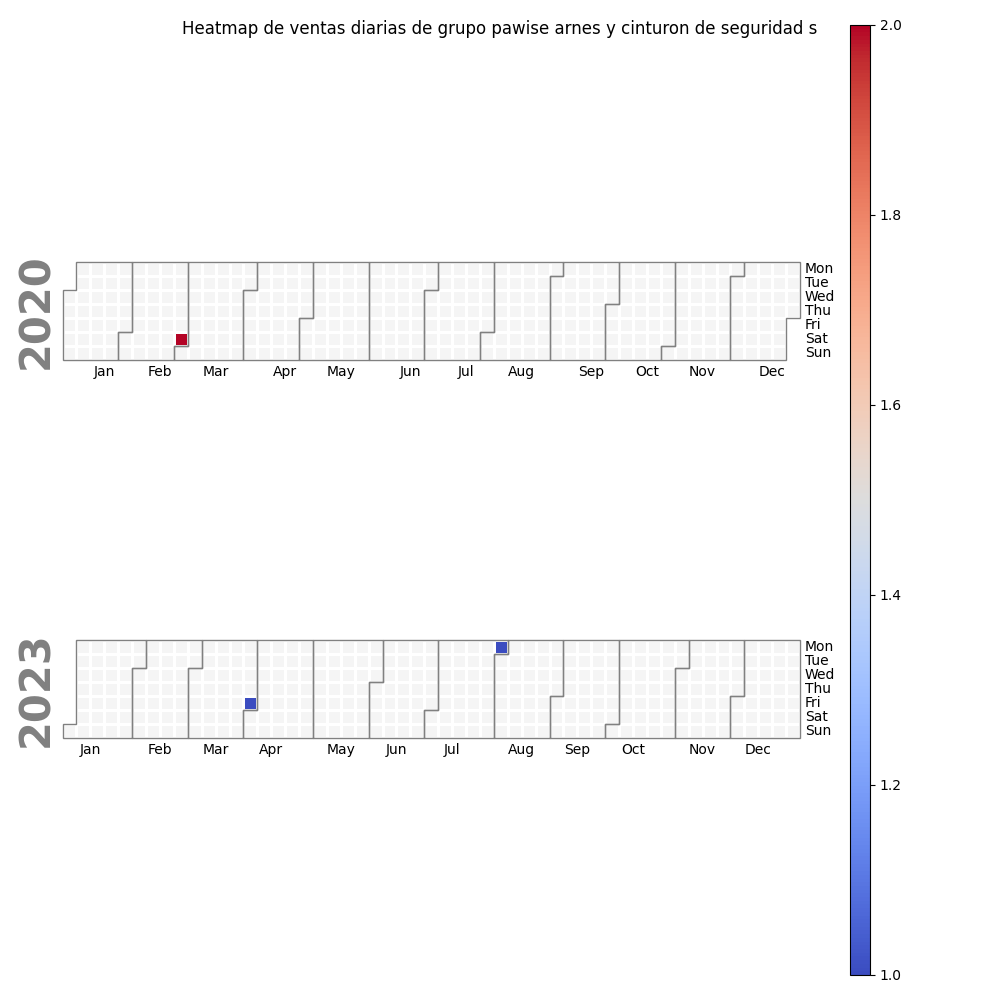 Heatmap de ventas diarias de grupo pawise arnes y cinturon de seguridad s
2.0
1.8
1.6
1.4
1.2
1.0
2020
Mon
Tue
Wed
Thu
Fri
Sat
Sun
Jan Feb Mar Apr May Jun Jul Aug Sep Oct Nov Dec
2023
Mon
Tue
Wed
Thu
Fri
Sat
Sun
Jan Feb Mar Apr May Jun Jul Aug Sep Oct Nov Dec